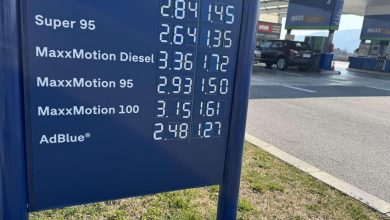 2.84 1.45
Super 95 2.64 1.35
MaxxMotion Diesel 3.36 1.72
MaxxMotion 95 2.93 1.50
MaxxMotion 100 3.15 1.61
AdBlue® 2.48 1.27